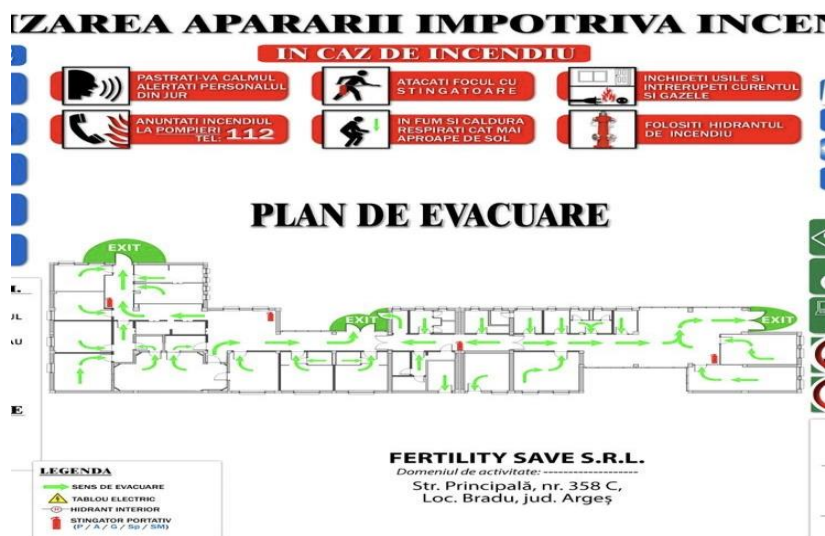 IZAREA APARARII IMPOTRIVA INCEN
IN CAZ DE INCENDIU
PASTRATI-VA CALMUL
ALERTATI PERSONALUL
DIN JUR
ATACATI FOCUL CU
STINGATOARE
INCHIDETI USILE SI
INTRERUPETI CURENTUL
SI GAZELE
ANUNTATI INCENDIUL
LA POMPIERI
TEL: 112
IN FUM SI CALDURA
RESPIRATI CAT MAI
APROAPE DE SOL
FOLOSITI HIDRANTUL
DE INCENDIU
PLAN DE EVACUARE
EXIT
EXIT
EXIT
L.
UL
AU
E
FERTILITY SAVE S.R.L.
Domeniul de activitate: --------------------
Str. Principală, nr. 358 C,
Loc. Bradu, jud. Argeș
LEGENDA
SENS DE EVACUARE
TABLOU ELECTRIC
H HIDRANT INTERIOR
STINGATOR PORTATIV
(P / A / G / Sp / SM)